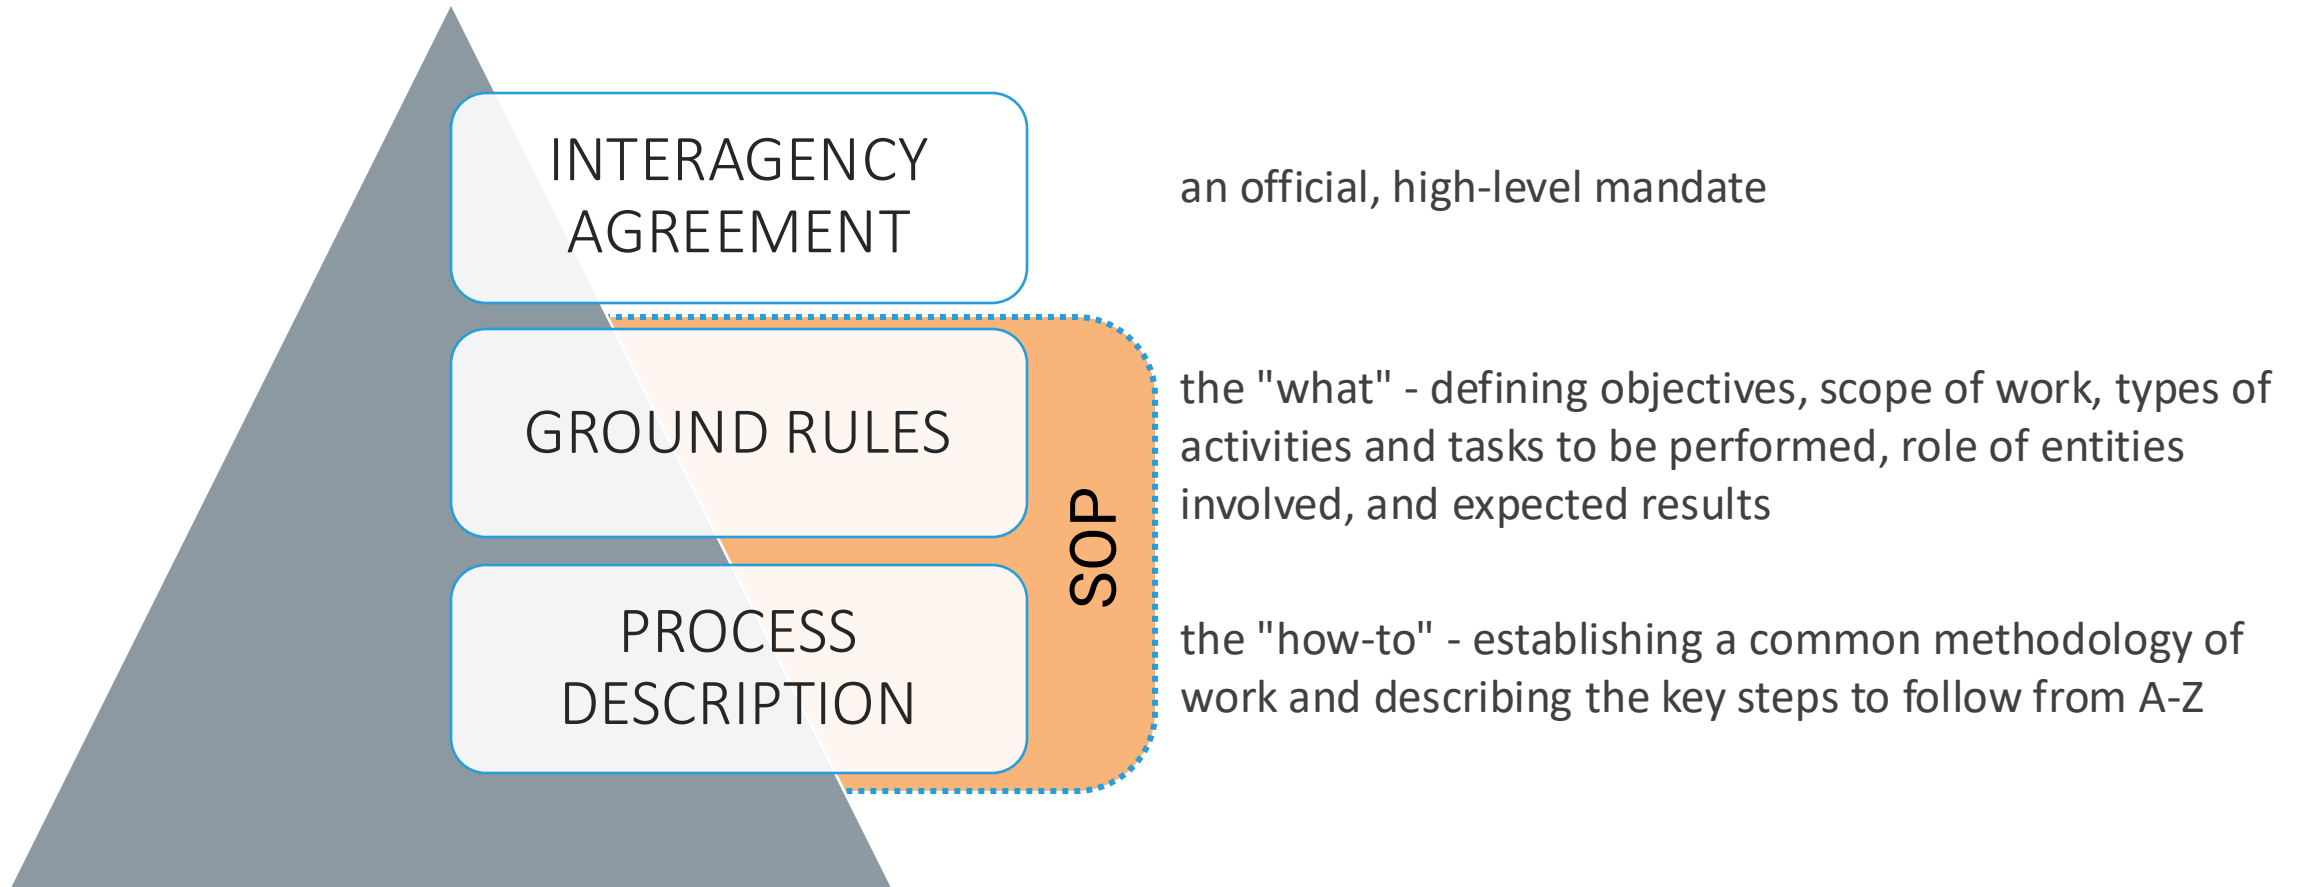 INTERAGENCY
AGREEMENT
an official, high-level mandate
GROUND RULES
the "what" - defining objectives, scope of work, types of
activities and tasks to be performed, role of entities
involved, and expected results
SOP
PROCESS
DESCRIPTION
the "how-to" - establishing a common methodology of
work and describing the key steps to follow from A-Z